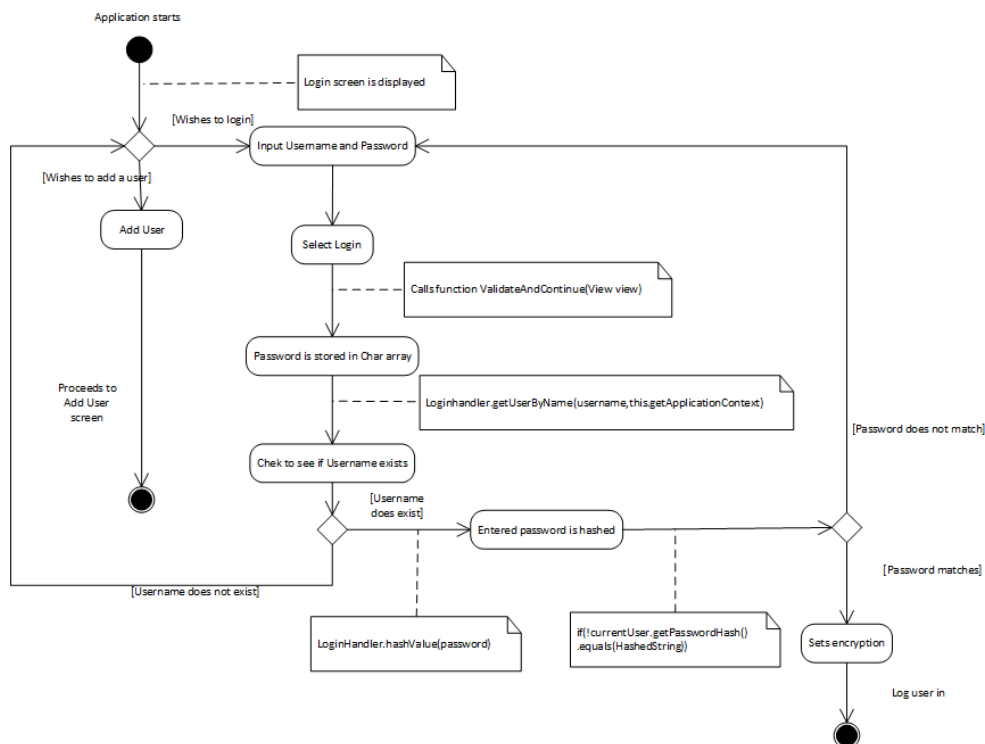 Application starts
Login screen is displayed
[Wishes to login]
Input Username and Password
[Wishes to add a user]
Add User
Select Login
Calls function ValidateAndContinue(View view)
Password is stored in Char array
Proceeds to
Add User
screen
Loginhandler.getUserByName(username,this.getApplicationContext)
[Password does not match]
Chek to see if Username exists
[Username
does exist]
Entered password is hashed
[Password matches]
[Username does not exist]
LoginHandler.hashValue(password)
if(!currentUser.getPasswordHash()
.equals(HashedString))
Sets encryption
Log user in